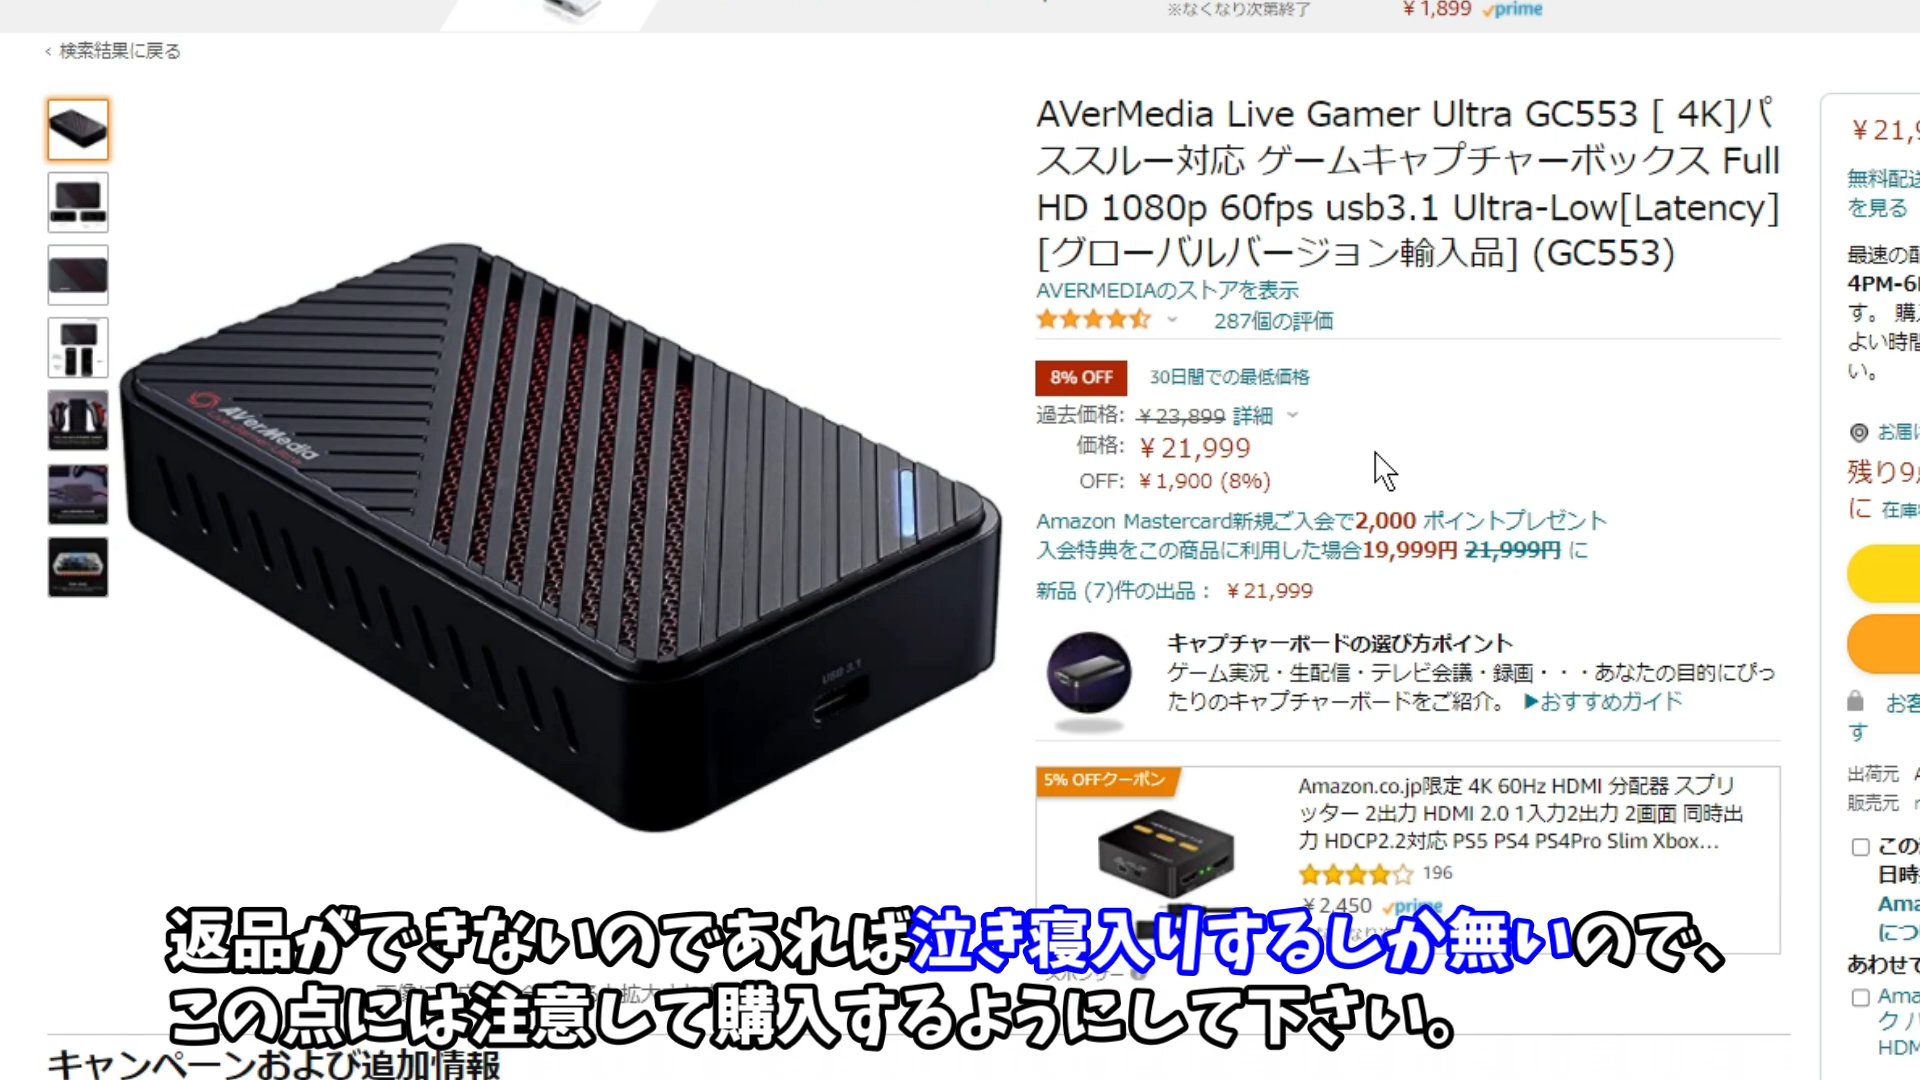 ※なくなり次第終了
￥1,899 prime
‹ 検索結果に戻る
AVerMedia Live Gamer Ultra GC553 [ 4K]パ
ススルー対応 ゲームキャプチャーボックス Full
HD 1080p 60fps usb3.1 Ultra-Low[Latency]
[グローバルバージョン輸入品] (GC553)
AVERMEDIAのストアを表示
287個の評価
8% OFF 30日間での最低価格
過去価格: ￥23,899 詳細
価格: ￥21,999
OFF: ￥1,900 (8%)
Amazon Mastercard新規ご入会で2,000 ポイントプレゼント
入会特典をこの商品に利用した場合19,999円 21,999円 に
新品 (7)件の出品： ￥21,999
キャプチャーボードの選び方ポイント
ゲーム実況・生配信・テレビ会議・録画・・・あなたの目的にぴっ
たりのキャプチャーボードをご紹介。 ▶おすすめガイド
5% OFFクーポン
Amazon.co.jp限定 4K 60Hz HDMI 分配器 スプリ
ッター 2出力 HDMI 2.0 1入力2出力 2画面 同時出
力 HDCP2.2対応 PS5 PS4 PS4Pro Slim Xbox...
196
￥2,450 prime
AVerMedia
Live Gamer Ultra
USB 3.1
￥21,9
無料配送
を見る
最速の配
4PM-6
す。 購
よい時間
い。
お届け
残り9点
に 在庫
お客
す
出荷元
販売元
この
日時
Ama
につ
あわせて
Ama
ク ハ
HDM
返品ができないのであれば泣き寝入りするしか無いので、
この点には注意して購入するようにして下さい。
キャンペーンおよび追加情報